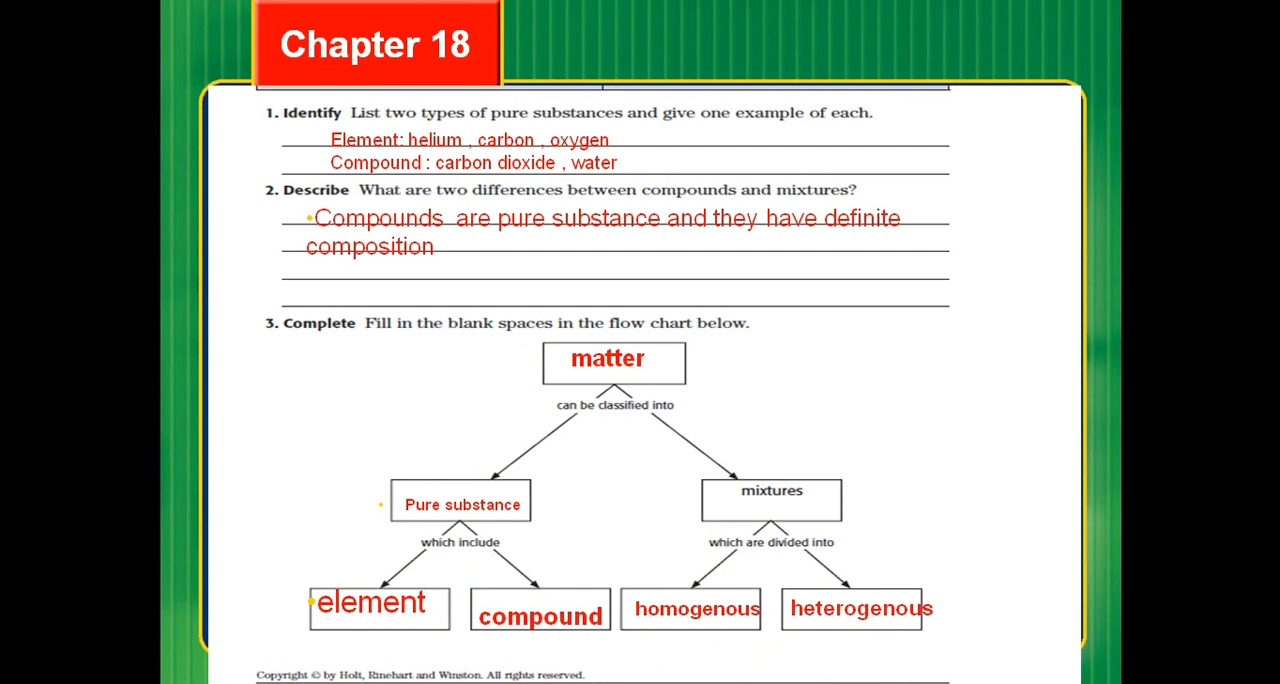 Chapter 18
1. Identify List two types of pure substances and give one example of each.
Element: helium , carbon , oxygen
Compound : carbon dioxide , water
2. Describe What are two differences between compounds and mixtures?
•Compounds are pure substance and they have definite
composition
3. Complete Fill in the blank spaces in the flow chart below.
matter
can be classified into
• Pure substance
mixtures
which include
which are divided into
•element
compound
homogenous
heterogenous
Copyright © by Holt, Rinehart and Winston. All rights reserved.